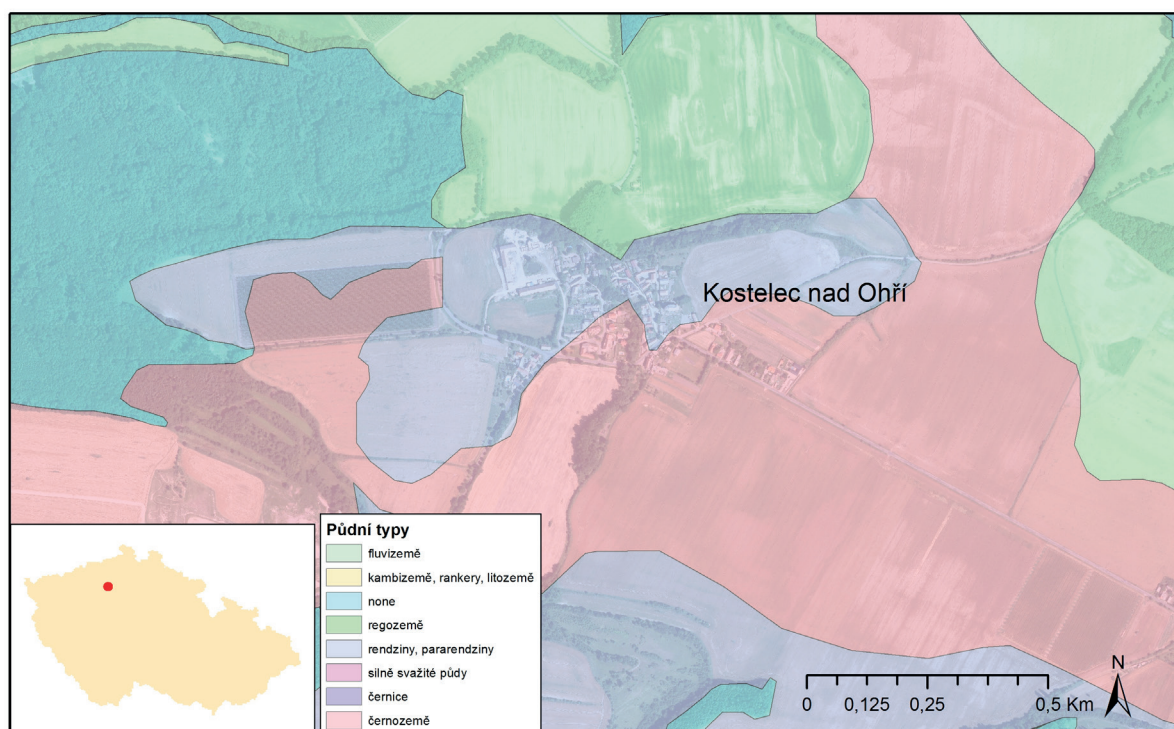 Kostelec nad Ohří
Půdní typy
fluvizemě
kambizemě, rankery, litozemě
none
regozemě
rendziny, pararendziny
silně svažité půdy
černice
černozemě
N
0 0,125 0,25 0,5 Km